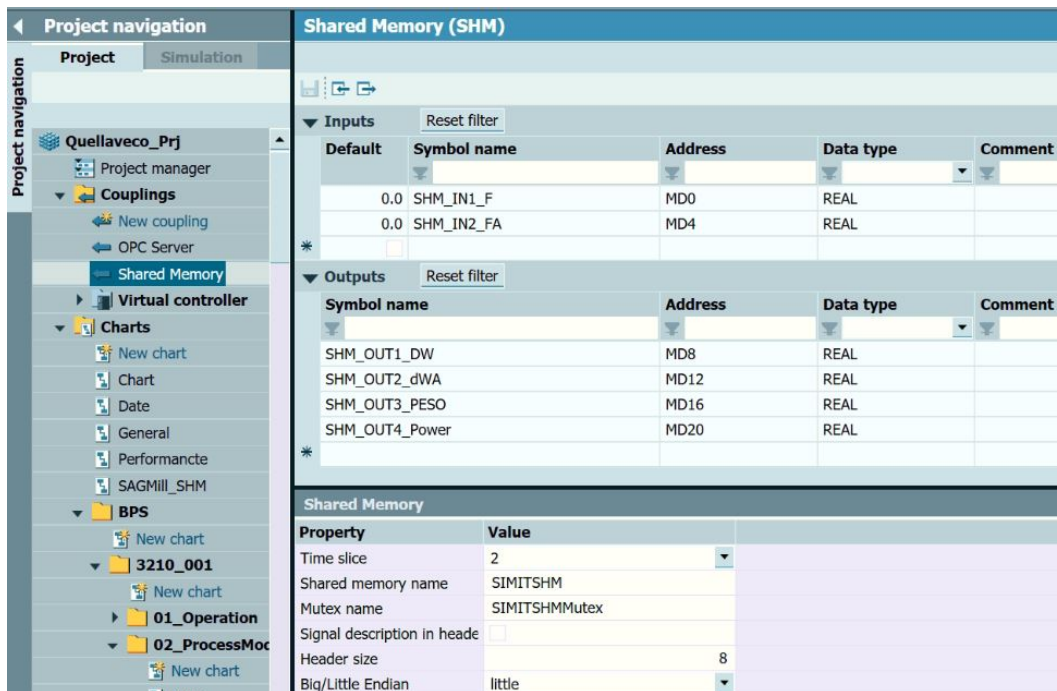 Project navigation
Project navigation
Project Simulation
Quellaveco_Prj
Project manager
Couplings
New coupling
OPC Server
Shared Memory
Virtual controller
Charts
New chart
Chart
Date
General
Performancte
SAGMill_SHM
BPS
New chart
3210_001
New chart
01_Operation
02_ProcessMod
New chart
Shared Memory (SHM)
Inputs Reset filter
Default Symbol name Address Data type Comment
0.0 SHM_IN1_F MD0 REAL
0.0 SHM_IN2_FA MD4 REAL
Outputs Reset filter
Symbol name Address Data type Comment
SHM_OUT1_DW MD8 REAL
SHM_OUT2_dWA MD12 REAL
SHM_OUT3_PESO MD16 REAL
SHM_OUT4_Power MD20 REAL
Shared Memory
Property Value
Time slice 2
Shared memory name SIMITSHM
Mutex name SIMITSHMMutex
Signal description in heade
Header size 8
Big/Little Endian little